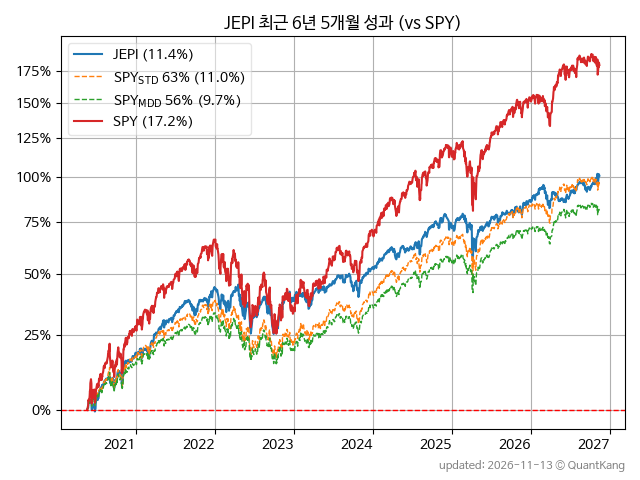 JEPI 최근 6년 5개월 성과 (vs SPY)
JEPI (11.4%)
SPY_STD 63% (11.0%)
SPY_MDD 56% (9.7%)
SPY (17.2%)
175%
150%
125%
100%
75%
50%
25%
0%
2021 2022 2023 2024 2025 2026 2027
updated: 2026-11-13 © QuantKang